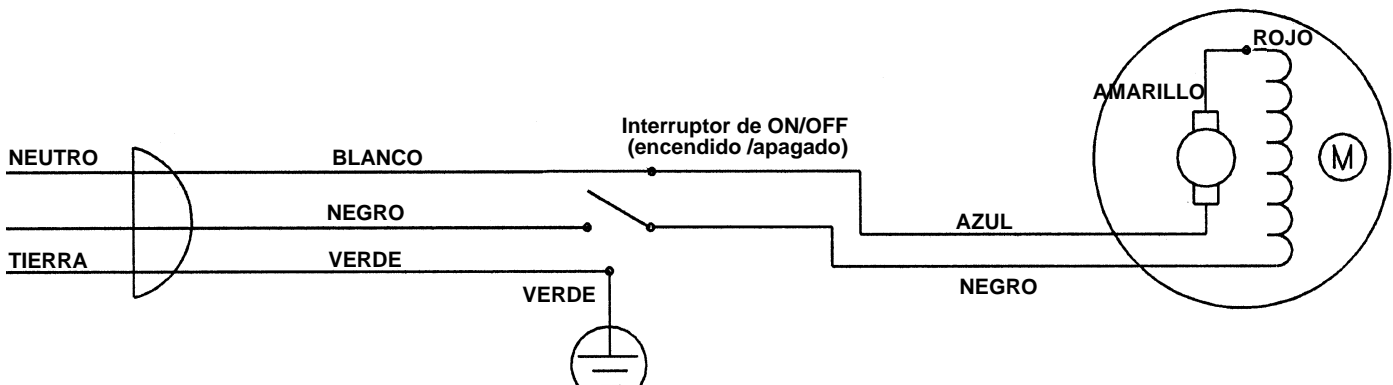 ROJO
AMARILLO
Interruptor de ON/OFF
(encendido /apagado)
NEUTRO
BLANCO
M
NEGRO
AZUL
TIERRA
VERDE
VERDE
NEGRO